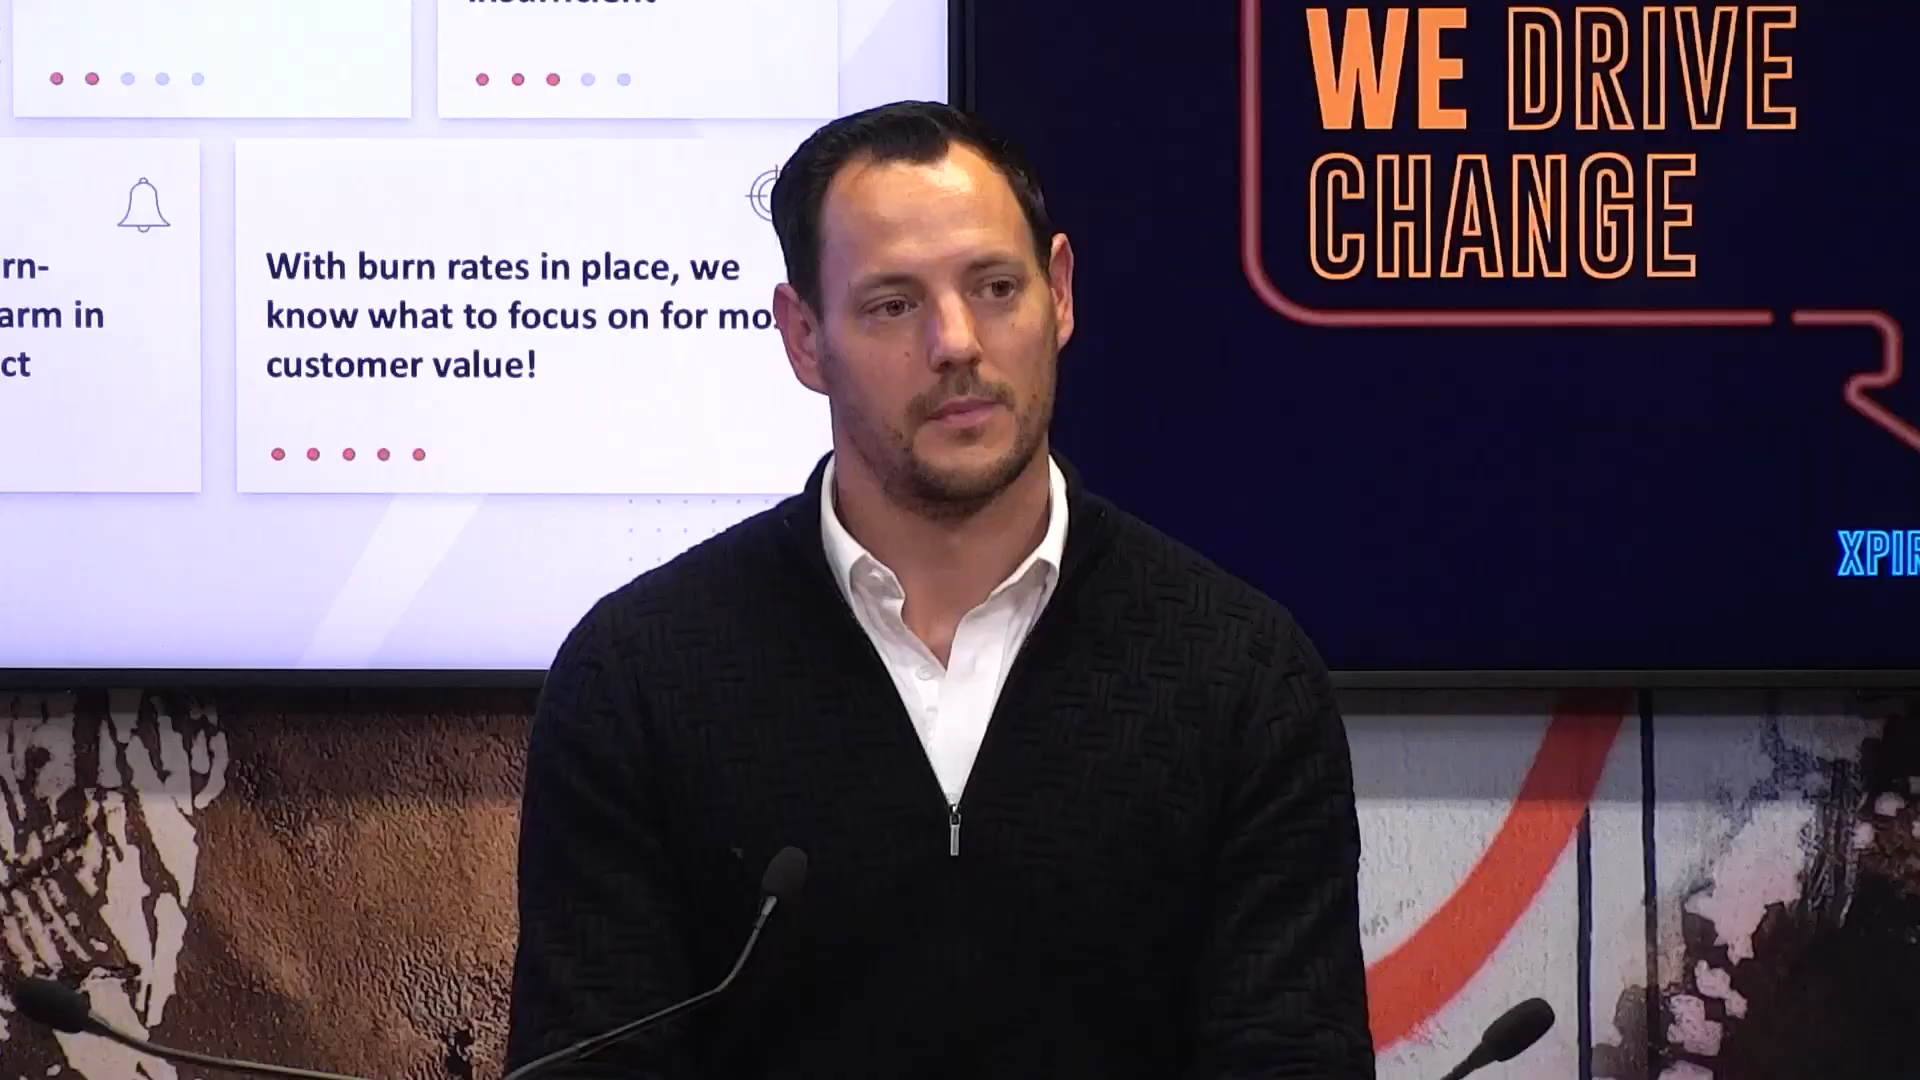 insufficient
rn-
arm in
ct
With burn rates in place, we
know what to focus on for mo
customer value!
WE DRIVE
CHANGE
XPIR